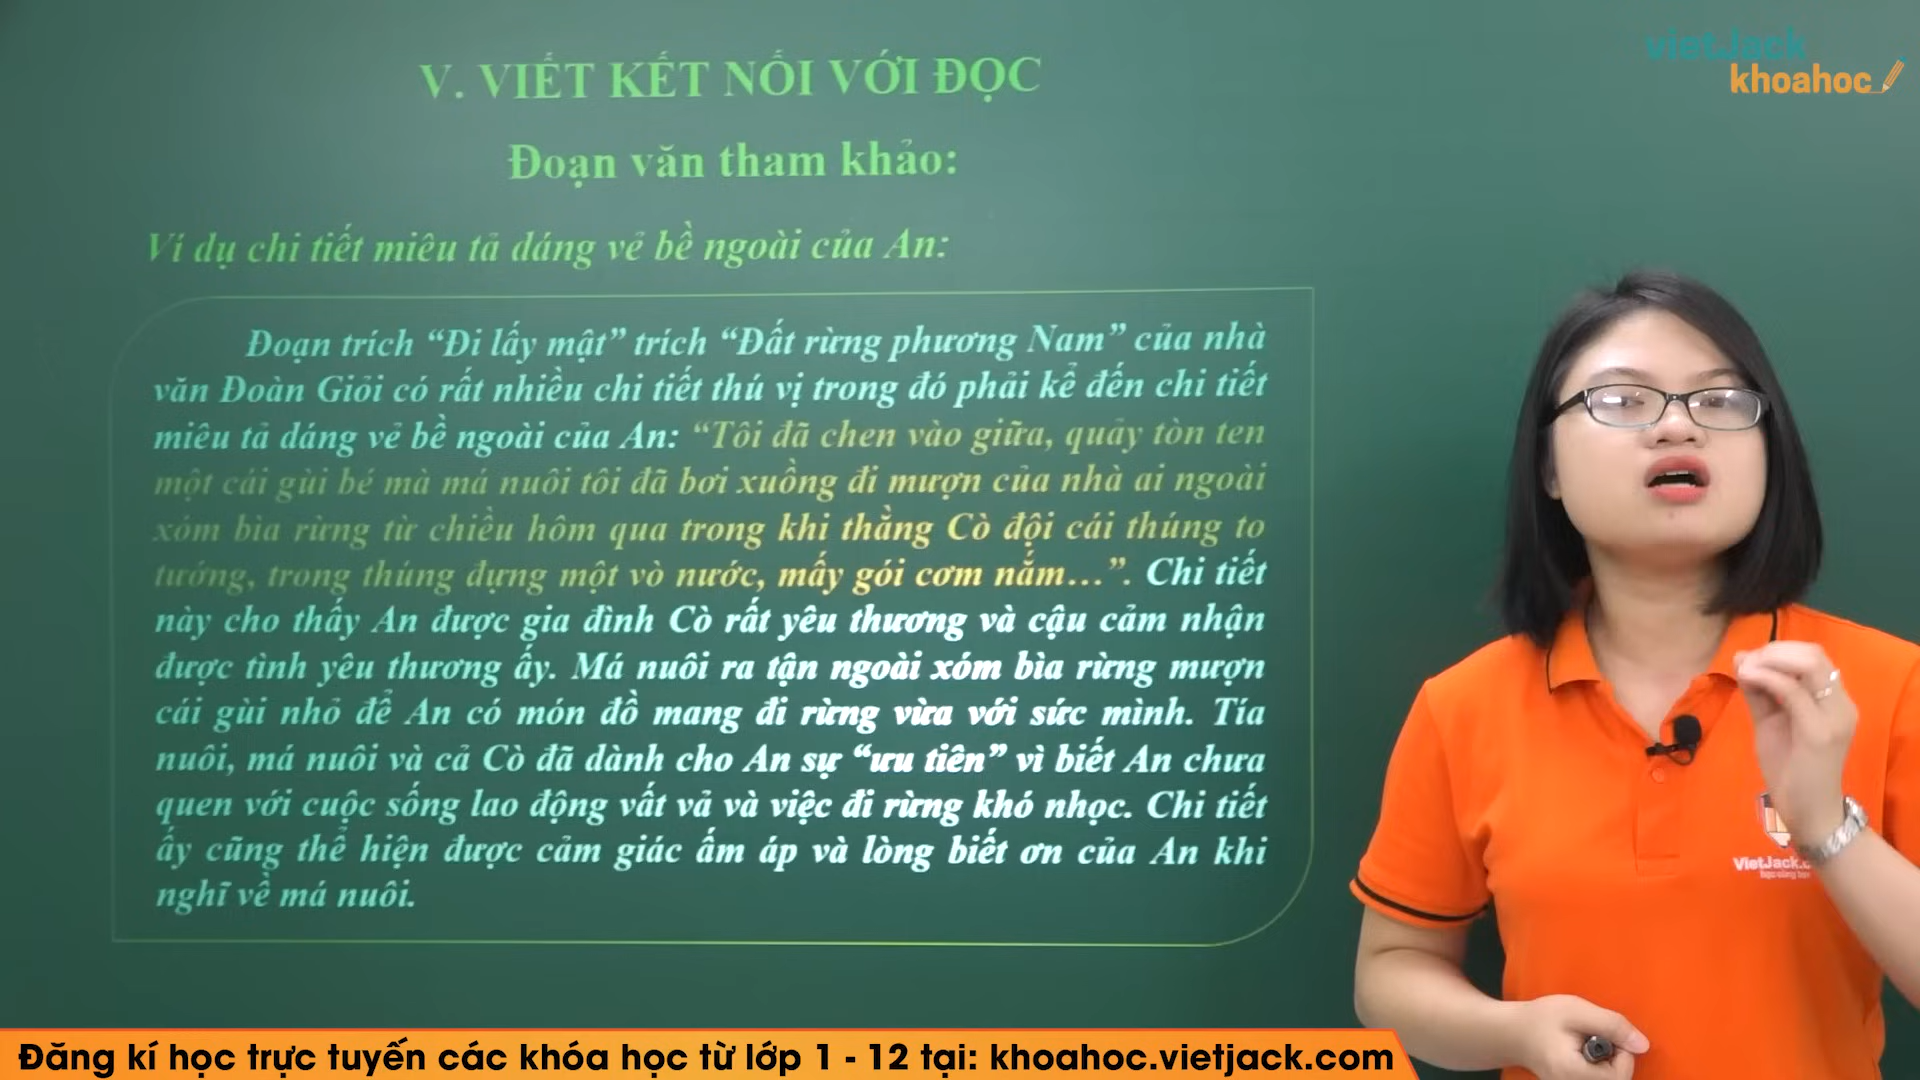 vietJack
khoahoc
V. VIẾT KẾT NỐI VỚI ĐỌC
Đoạn văn tham khảo:
Ví dụ chi tiết miêu tả dáng vẻ bề ngoài của An:
Đoạn trích “Đi lấy mật” trích “Đất rừng phương Nam” của nhà
văn Đoàn Giỏi có rất nhiều chi tiết thú vị trong đó phải kể đến chi tiết
miêu tả dáng vẻ bề ngoài của An: “Tôi đã chen vào giữa, quảy tòn ten
một cái gùi bé mà má nuôi tôi đã bơi xuồng đi mượn của nhà ai ngoài
xóm bìa rừng từ chiều hôm qua trong khi thằng Cò đội cái thúng to
tướng, trong thúng đựng một vò nước, mấy gói cơm nắm...”. Chi tiết
này cho thấy An được gia đình Cò rất yêu thương và cậu cảm nhận
được tình yêu thương ấy. Má nuôi ra tận ngoài xóm bìa rừng mượn
cái gùi nhỏ để An có món đồ mang đi rừng vừa với sức mình. Tía
nuôi, má nuôi và cả Cò đã dành cho An sự “ưu tiên” vì biết An chưa
quen với cuộc sống lao động vất vả và việc đi rừng khó nhọc. Chi tiết
ấy cũng thể hiện được cảm giác ấm áp và lòng biết ơn của An khi
nghĩ về má nuôi.
VietJack.c
Đăng kí học trực tuyến các khóa học từ lớp 1 - 12 tại: khoahoc.vietjack.com